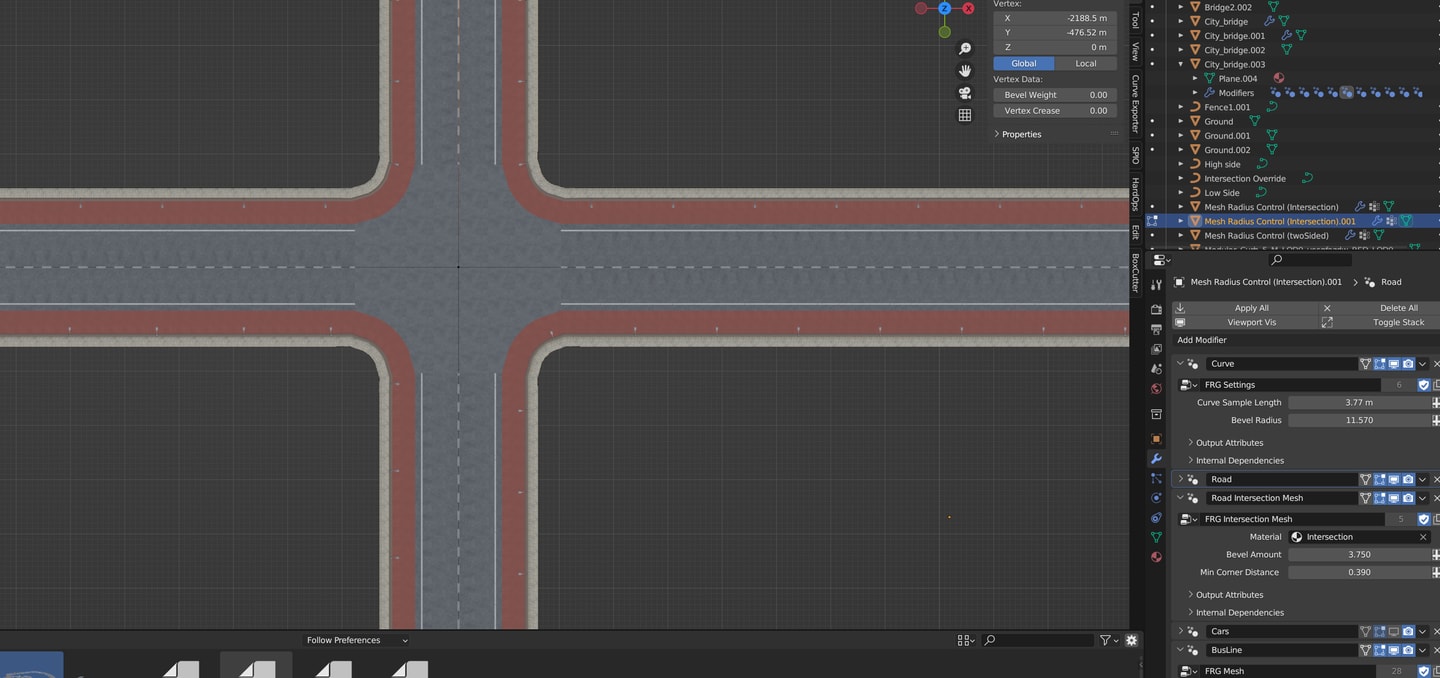 Vertex:
X -2188.5 m
Y -476.52 m
Z 0 m
Global Local
Vertex Data:
Bevel Weight 0.00
Vertex Crease 0.00
Properties
Z
X
Tool
View
Curve Exporter
SPIO
HardOps
Edit
BoxCutter
Bridge2.002
City_bridge
City_bridge.001
City_bridge.002
City_bridge.003
Plane.004
Modifiers
Fence1.001
Ground
Ground.001
Ground.002
High side
Intersection Override
Low Side
Mesh Radius Control (Intersection)
Mesh Radius Control (Intersection).001
Mesh Radius Control (twoSided)
Mesh Radius Control (Intersection).001 > Road
Apply All Delete All
Viewport Vis Toggle Stack
Add Modifier
Curve
FRG Settings 6
Curve Sample Length 3.77 m
Bevel Radius 11.570
Output Attributes
Internal Dependencies
Road
Road Intersection Mesh
FRG Intersection Mesh 5
Material Intersection
Bevel Amount 3.750
Min Corner Distance 0.390
Output Attributes
Internal Dependencies
Cars
BusLine
FRG Mesh 28
Follow Preferences